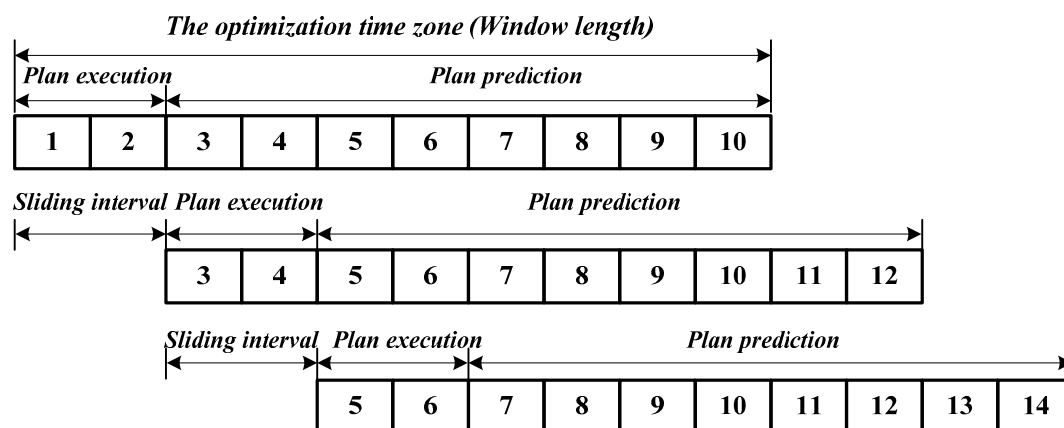 The optimization time zone (Window length)
Plan execution Plan prediction
1 2 3 4 5 6 7 8 9 10
Sliding interval Plan execution Plan prediction
3 4 5 6 7 8 9 10 11 12
Sliding interval Plan execution Plan prediction
5 6 7 8 9 10 11 12 13 14